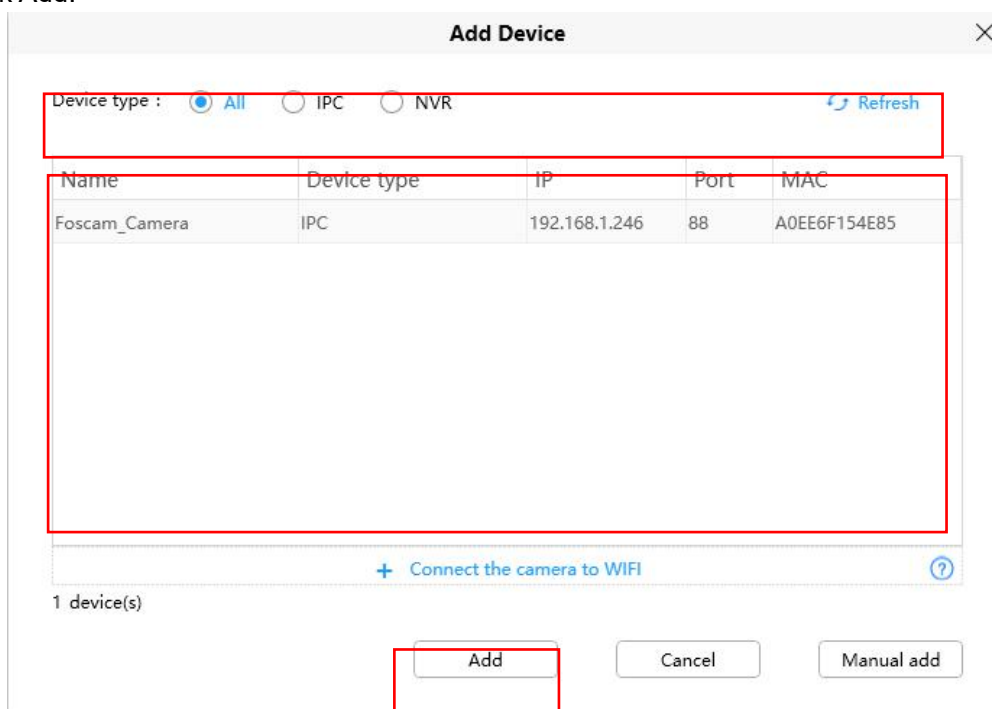 Add Device
Device type : All IPC NVR Refresh
Name Device type IP Port MAC
Foscam_Camera IPC 192.168.1.246 88 A0EE6F154E85
+ Connect the camera to WIFI ?
1 device(s)
Add Cancel Manual add